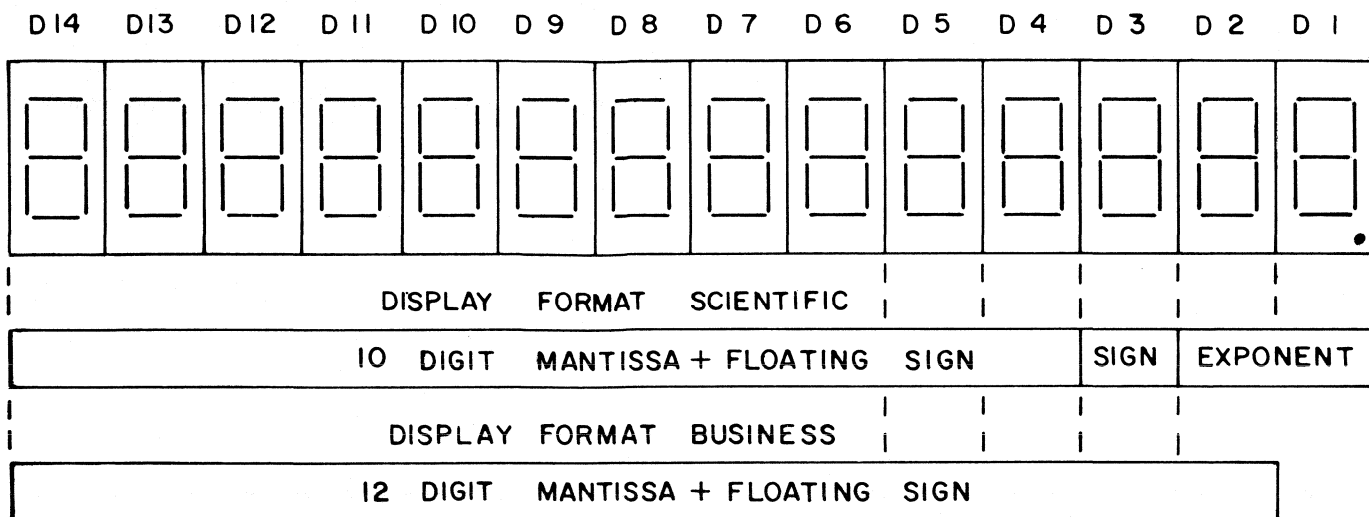 D14 D13 D12 D11 D10 D9 D8 D7 D6 D5 D4 D3 D2 D1
DISPLAY FORMAT SCIENTIFIC
10 DIGIT MANTISSA + FLOATING SIGN SIGN EXPONENT
DISPLAY FORMAT BUSINESS
12 DIGIT MANTISSA + FLOATING SIGN